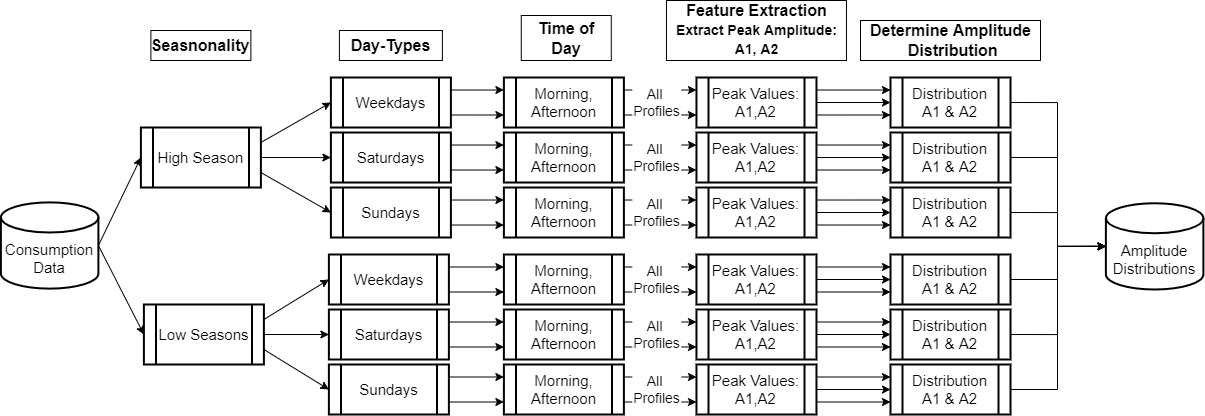 Seasnonality
Day-Types
Time of
Day
Feature Extraction
Extract Peak Amplitude:
A1, A2
Determine Amplitude
Distribution
Consumption
Data
High Season
Weekdays
Morning,
Afternoon
All
Profiles
Peak Values:
A1,A2
Distribution
A1 & A2
Saturdays
Morning,
Afternoon
All
Profiles
Peak Values:
A1,A2
Distribution
A1 & A2
Sundays
Morning,
Afternoon
All
Profiles
Peak Values:
A1,A2
Distribution
A1 & A2
Low Seasons
Weekdays
Morning,
Afternoon
All
Profiles
Peak Values:
A1,A2
Distribution
A1 & A2
Saturdays
Morning,
Afternoon
All
Profiles
Peak Values:
A1,A2
Distribution
A1 & A2
Sundays
Morning,
Afternoon
All
Profiles
Peak Values:
A1,A2
Distribution
A1 & A2
Amplitude
Distributions